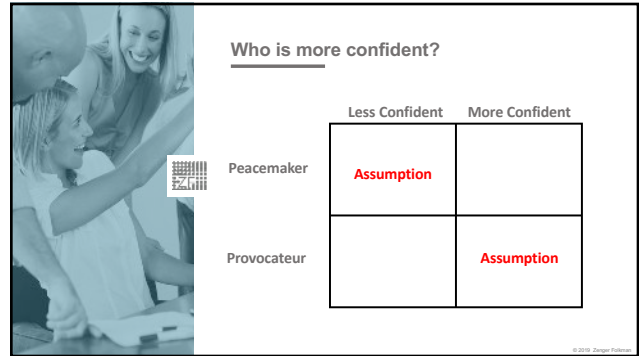 Who is more confident?
Less Confident More Confident
Peacemaker Assumption
Provocateur Assumption
© 2019 Zenger Folkman